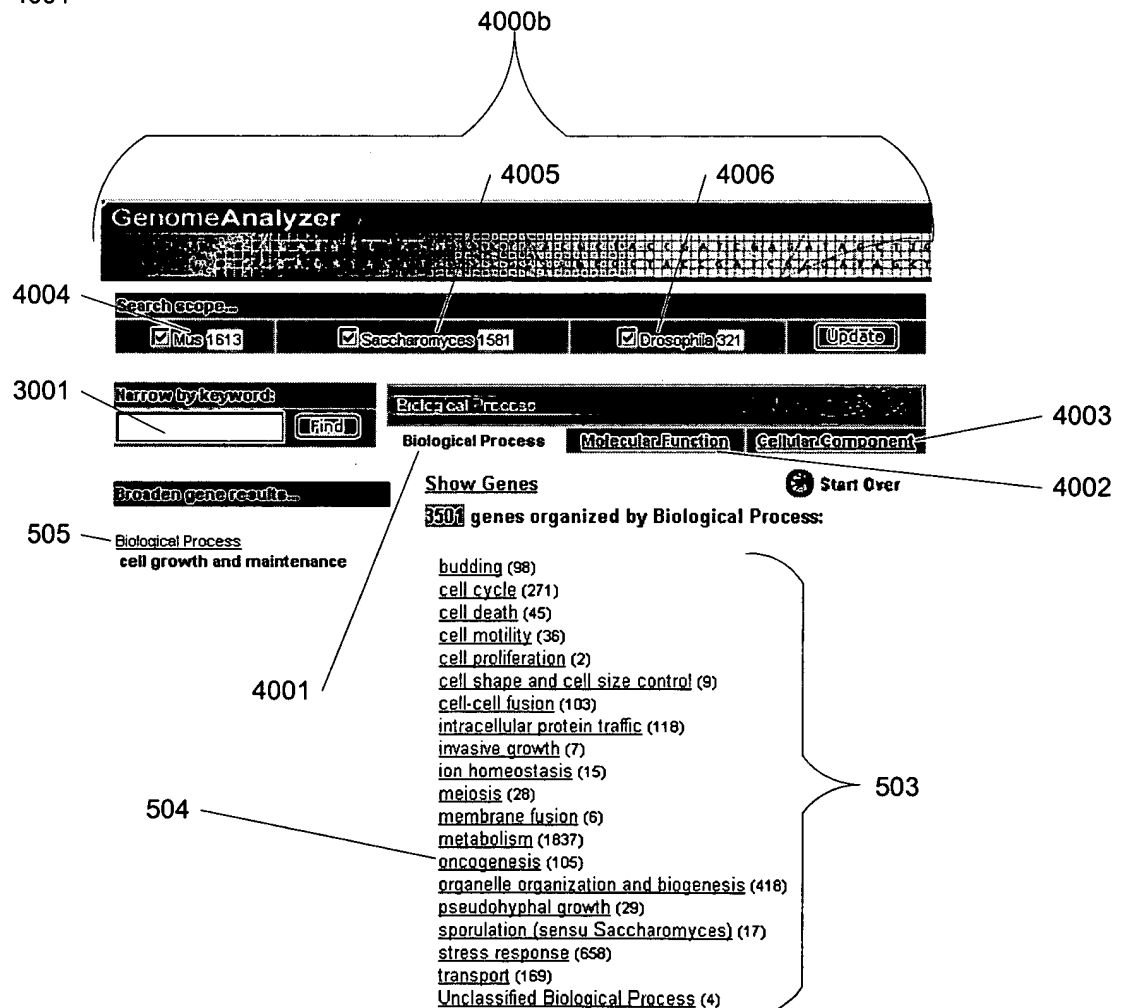 4000b
4005
4006
GenomeAnalyzer
4004
Search scope...
Mus 1613
Saccharomyces 1581
Drosophila 321
Update
3001
Narrow by keyword:
Find
Biological Process
4003
Biological Process
Molecular Function
Cellular Component
4002
Broaden gene results...
Show Genes
Start Over
3501 genes organized by Biological Process:
505
Biological Process
cell growth and maintenance
budding (98)
cell cycle (271)
cell death (45)
cell motility (36)
cell proliferation (2)
cell shape and cell size control (9)
4001
cell-cell fusion (103)
intracellular protein traffic (118)
invasive growth (7)
ion homeostasis (15)
meiosis (28)
503
504
membrane fusion (6)
metabolism (1837)
oncogenesis (105)
organelle organization and biogenesis (418)
pseudohyphal growth (29)
sporulation (sensu Saccharomyces) (17)
stress response (658)
transport (169)
Unclassified Biological Process (4)